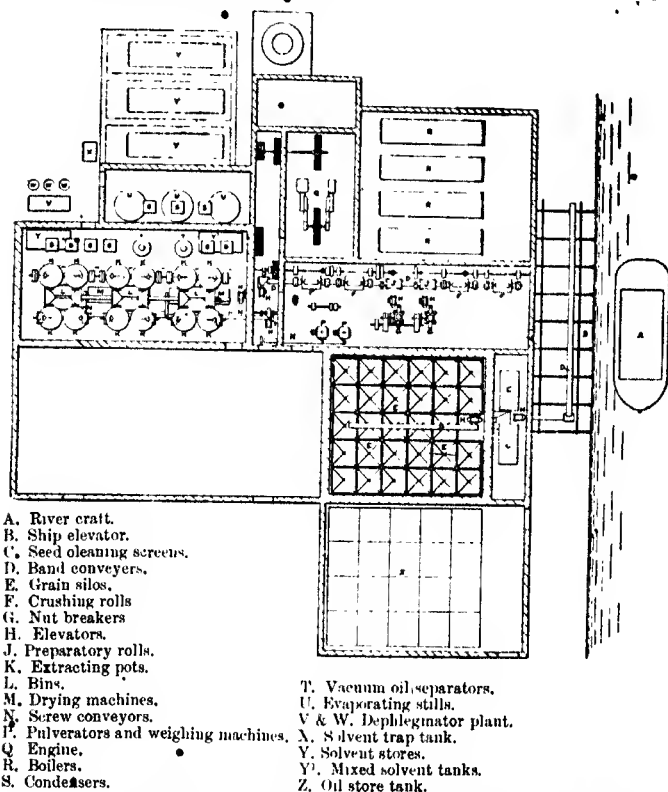 A. River craft.
B. Ship elevator.
C. Seed cleaning screens.
D. Band conveyers.
E. Grain silos.
F. Crushing rolls
G. Nut breakers
H. Elevators.
J. Preparatory rolls.
K. Extracting pots.
L. Bins.
M. Drying machines.
N. Screw conveyors.
P. Pulverators and weighing machines.
Q Engine.
R. Boilers.
S. Condensers.
T. Vacuum oil separators.
U. Evaporating stills.
V & W. Dephlegmator plant.
X. Solvent trap tank.
Y. Solvent stores.
Y¹. Mixed solvent tanks.
Z. Oil store tank.